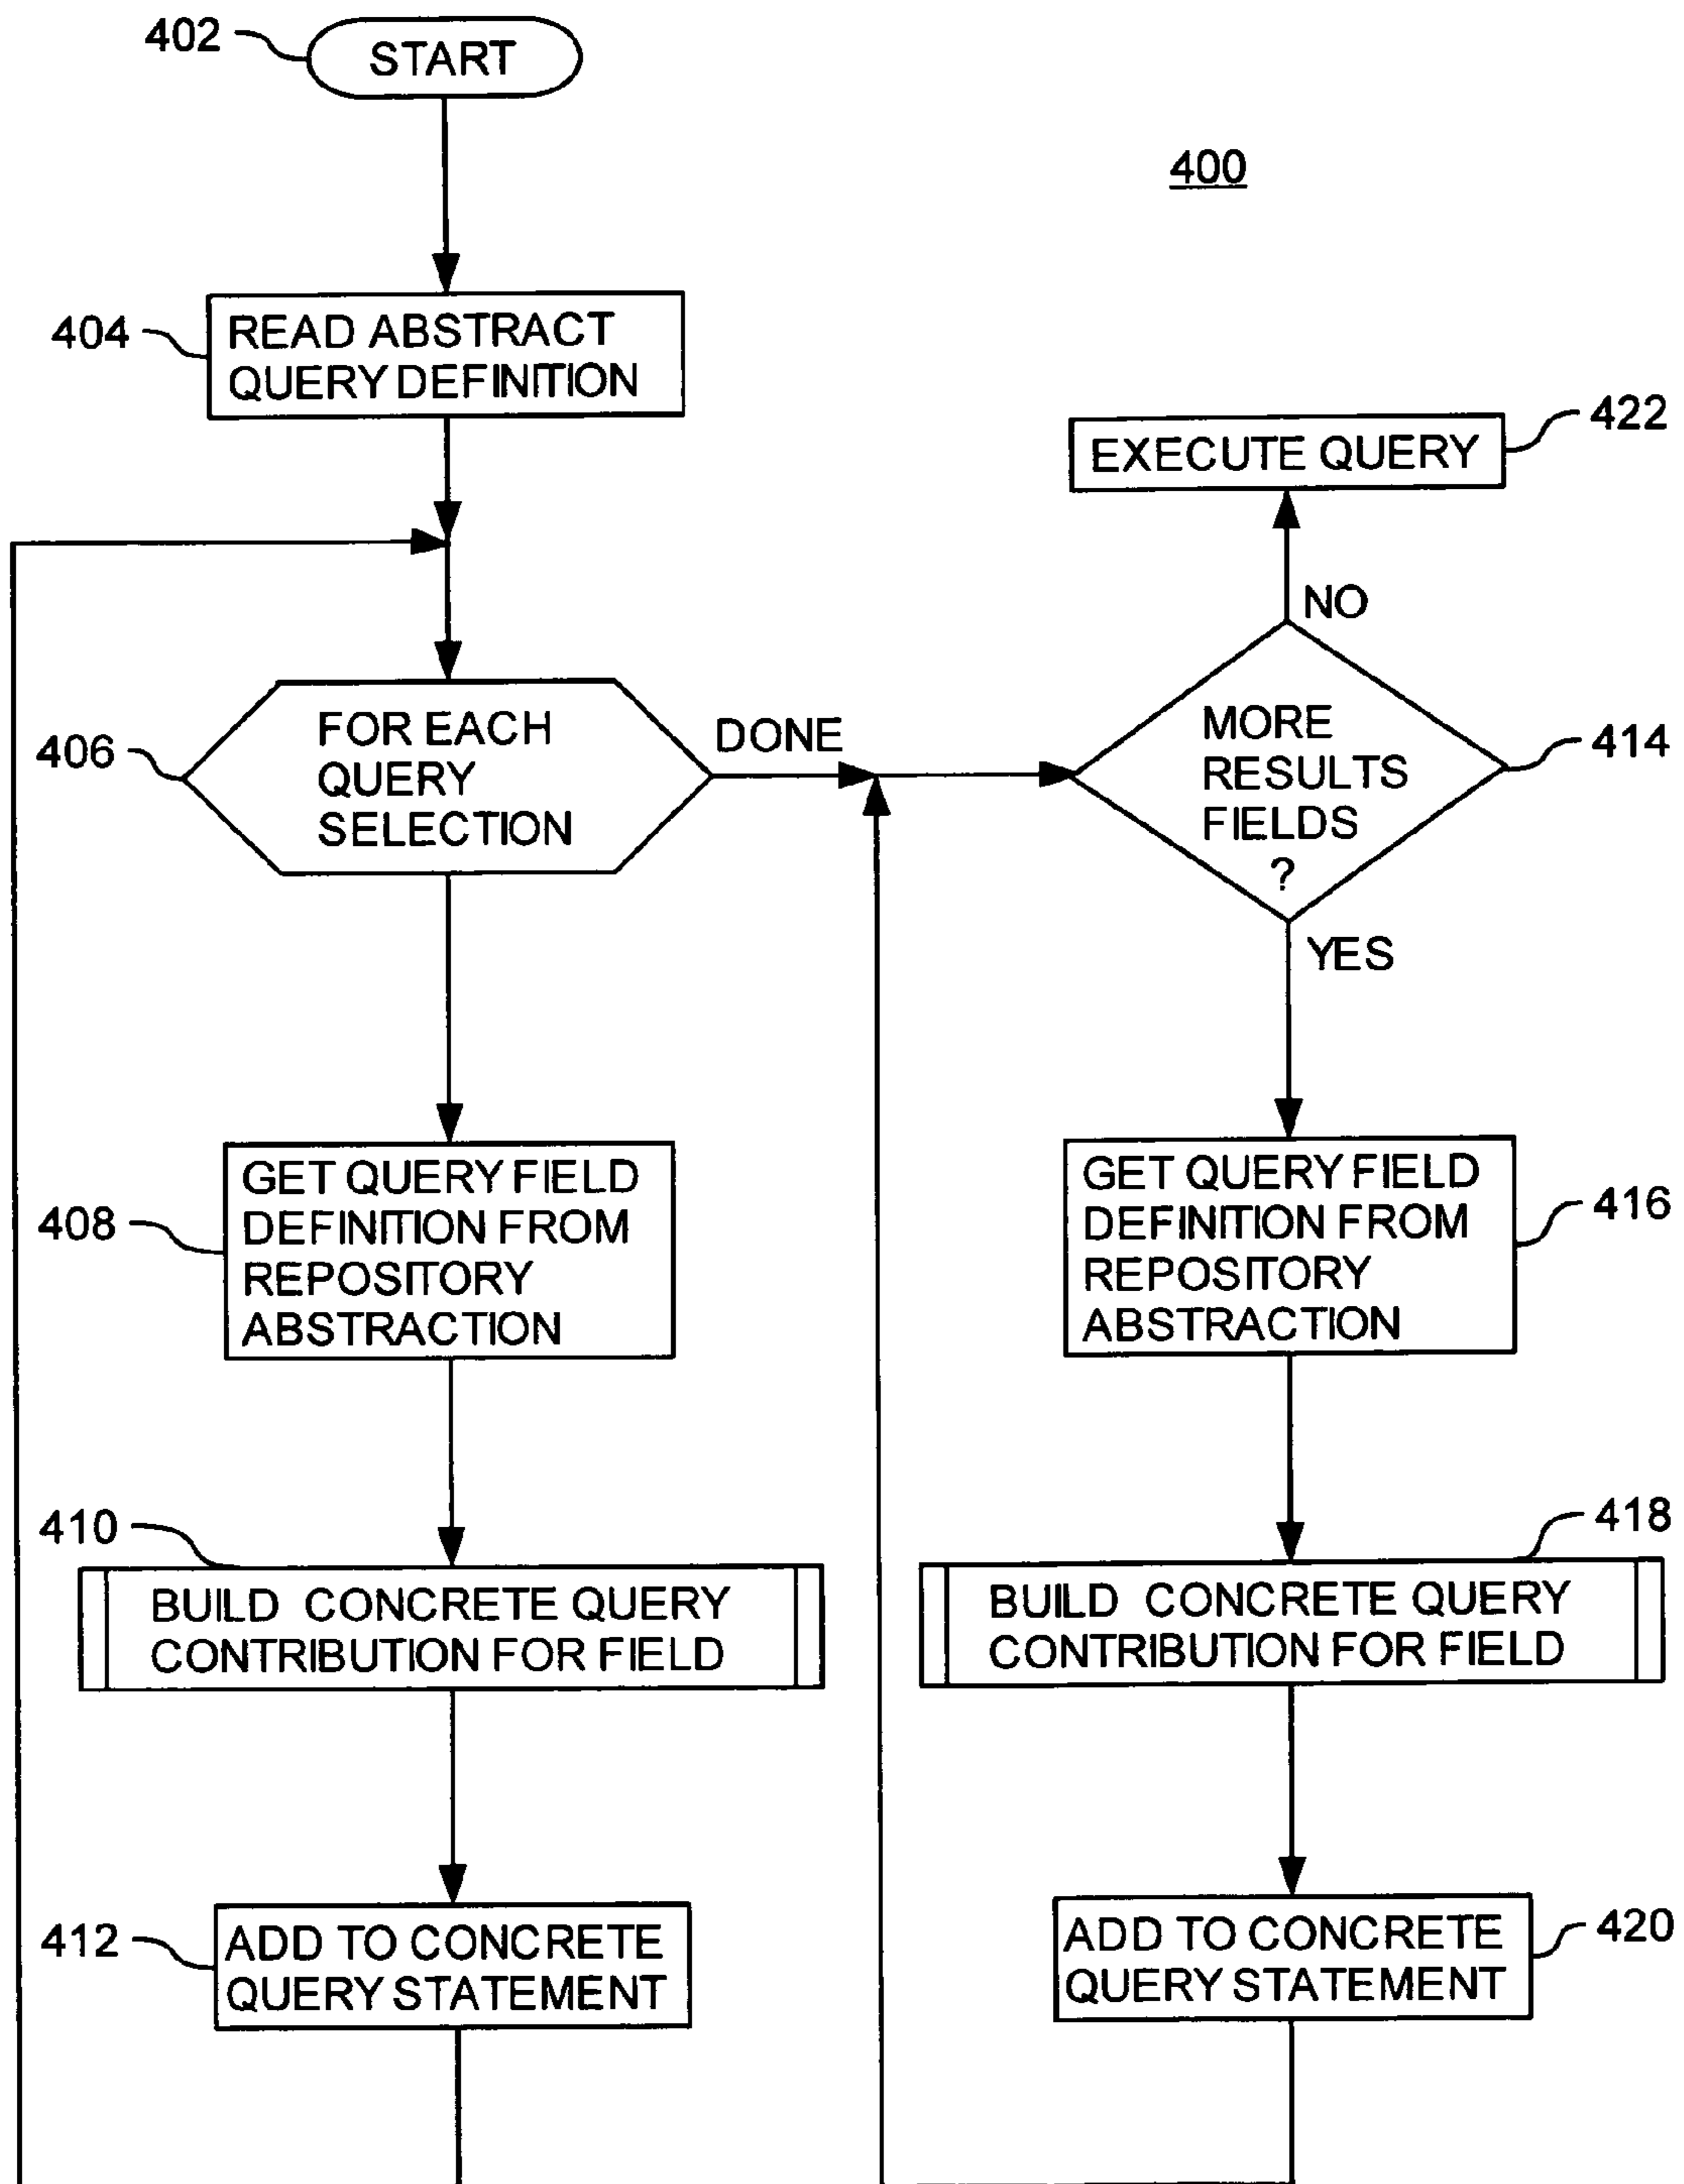 402
START
400
404
READ ABSTRACT
QUERY DEFINITION
422
EXECUTE QUERY
NO
406
FOR EACH
QUERY
SELECTION
DONE
414
MORE
RESULTS
FIELDS
?
YES
408
GET QUERY FIELD
DEFINITION FROM
REPOSITORY
ABSTRACTION
416
GET QUERY FIELD
DEFINITION FROM
REPOSITORY
ABSTRACTION
410
BUILD CONCRETE QUERY
CONTRIBUTION FOR FIELD
418
BUILD CONCRETE QUERY
CONTRIBUTION FOR FIELD
412
ADD TO CONCRETE
QUERY STATEMENT
420
ADD TO CONCRETE
QUERY STATEMENT